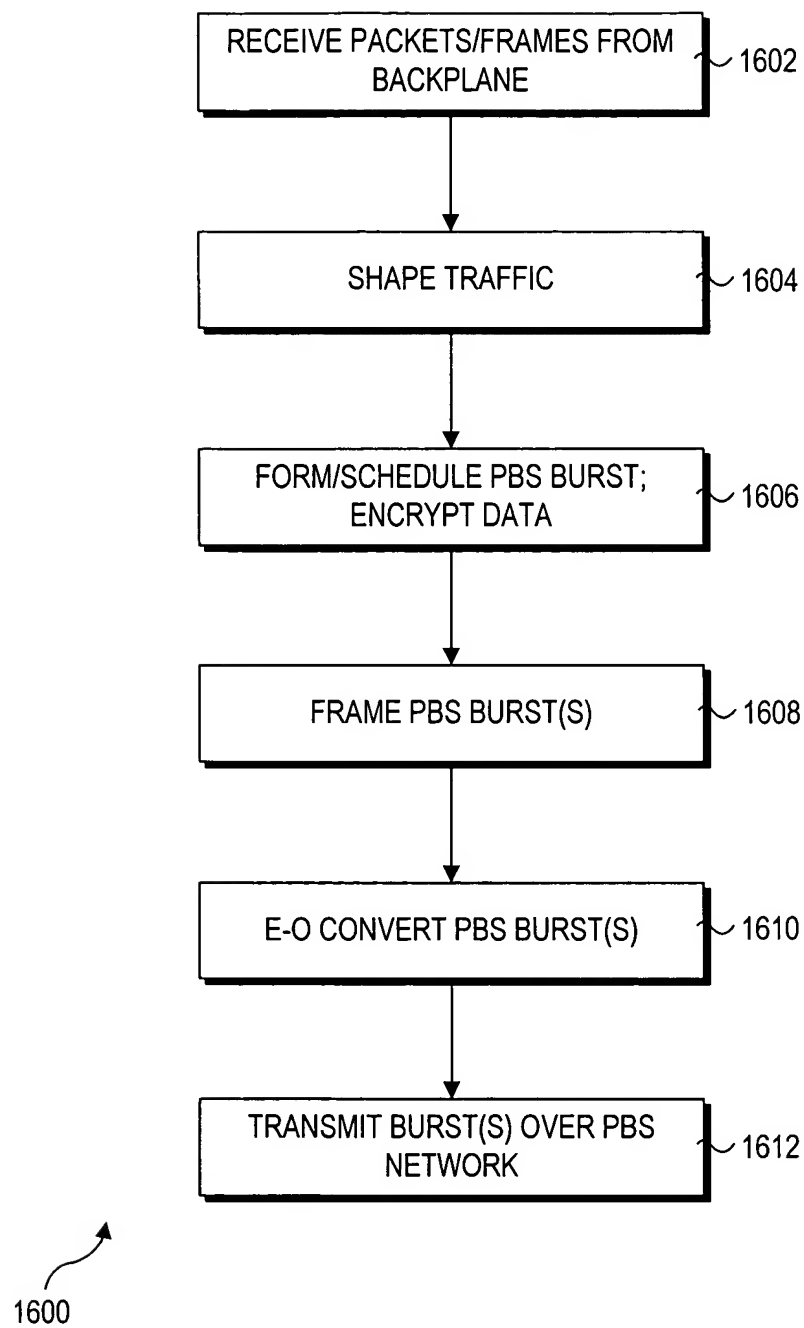 RECEIVE PACKETS/FRAMES FROM
BACKPLANE
1602
SHAPE TRAFFIC
1604
FORM/SCHEDULE PBS BURST;
ENCRYPT DATA
1606
FRAME PBS BURST(S)
1608
E-O CONVERT PBS BURST(S)
1610
TRANSMIT BURST(S) OVER PBS
NETWORK
1612
1600